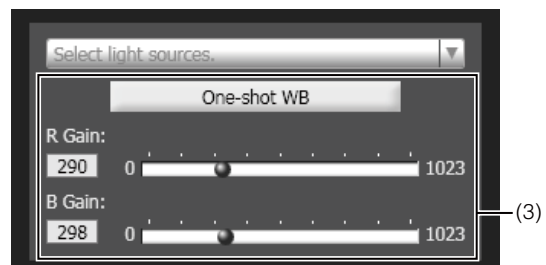 Select light sources.
One-shot WB
R Gain:
290 0 1023
B Gain:
298 0 1023
(3)